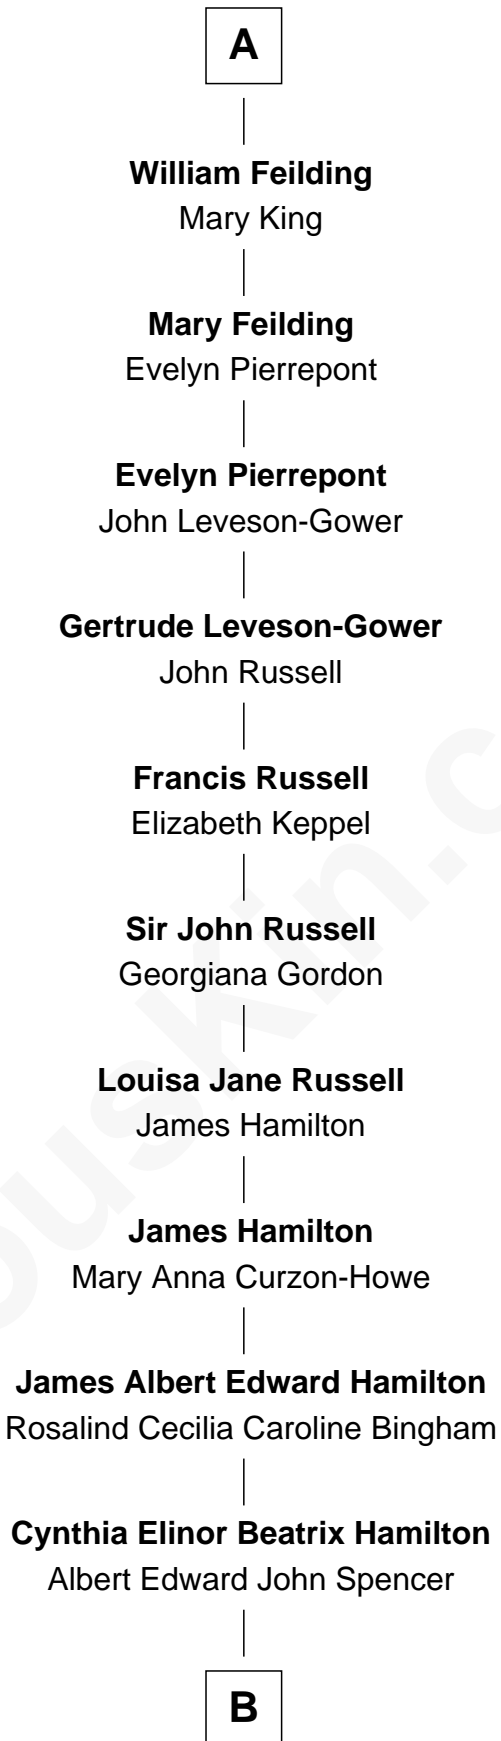 A
William Feilding
Mary King
Mary Feilding
Evelyn Pierrepont
Evelyn Pierrepont
John Leveson-Gower
Gertrude Leveson-Gower
John Russell
Francis Russell
Elizabeth Keppel
Sir John Russell
Georgiana Gordon
Louisa Jane Russell
James Hamilton
James Hamilton
Mary Anna Curzon-Howe
James Albert Edward Hamilton
Rosalind Cecilia Caroline Bingham
Cynthia Elinor Beatrix Hamilton
Albert Edward John Spencer
B